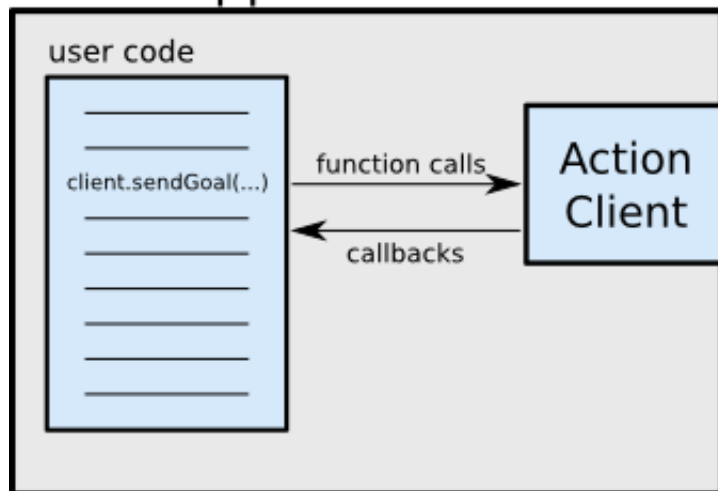 user code
client.sendGoal(...)
function calls
callbacks
Action
Client